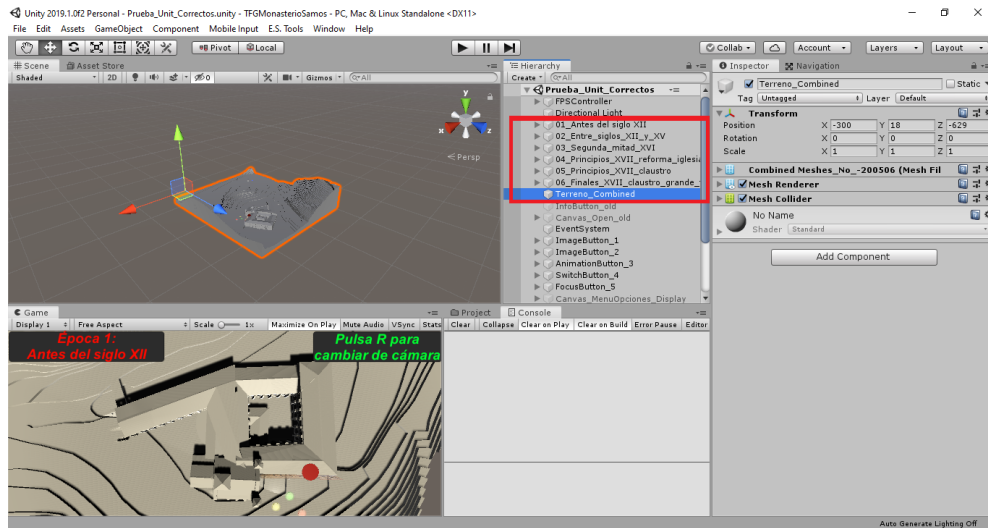 Unity 2019.1.0f2 Personal - Prueba_Unit_Correctos.unity - TFGMonasterioSamos - PC, Mac & Linux Standalone <DX11>
File Edit Assets GameObject Component Mobile Input E.S. Tools Window Help
Pivot Local Collab Account Layers Layout
Scene Asset Store
Shaded 2D 0 Gizmos All
y
x z
Persp
Hierarchy
Create All
Prueba_Unit_Correctos
FPSController
Directional Light
01_Antes del siglo XII
02_Entre_siglos_XII_y_XV
03_Segunda_mitad_XVI
04_Principios_XVII_reforma_iglesia
05_Principios_XVII_claustro
06_Finales_XVII_claustro_grande_
Terreno_Combined
InfoButton_old
Canvas_Open_old
EventSystem
ImageButton_1
ImageButton_2
AnimationButton_3
SwitchButton_4
FocusButton_5
Canvas_MenuOpciones_Display
Inspector Navigation
Terreno_Combined Static
Tag Untagged Layer Default
Transform
Position X -300 Y 18 Z -629
Rotation X 0 Y 0 Z 0
Scale X 1 Y 1 Z 1
Combined Meshes_No_-200506 (Mesh Fil
Mesh Renderer
Mesh Collider
No Name
Shader Standard
Add Component
Game
Display 1 Free Aspect Scale 1x Maximize On Play Mute Audio VSync Stats
Época 1:
Antes del siglo XII
Pulsa R para
cambiar de cámara
Project Console
Clear Collapse Clear on Play Clear on Build Error Pause Editor
Auto Generate Lighting Off